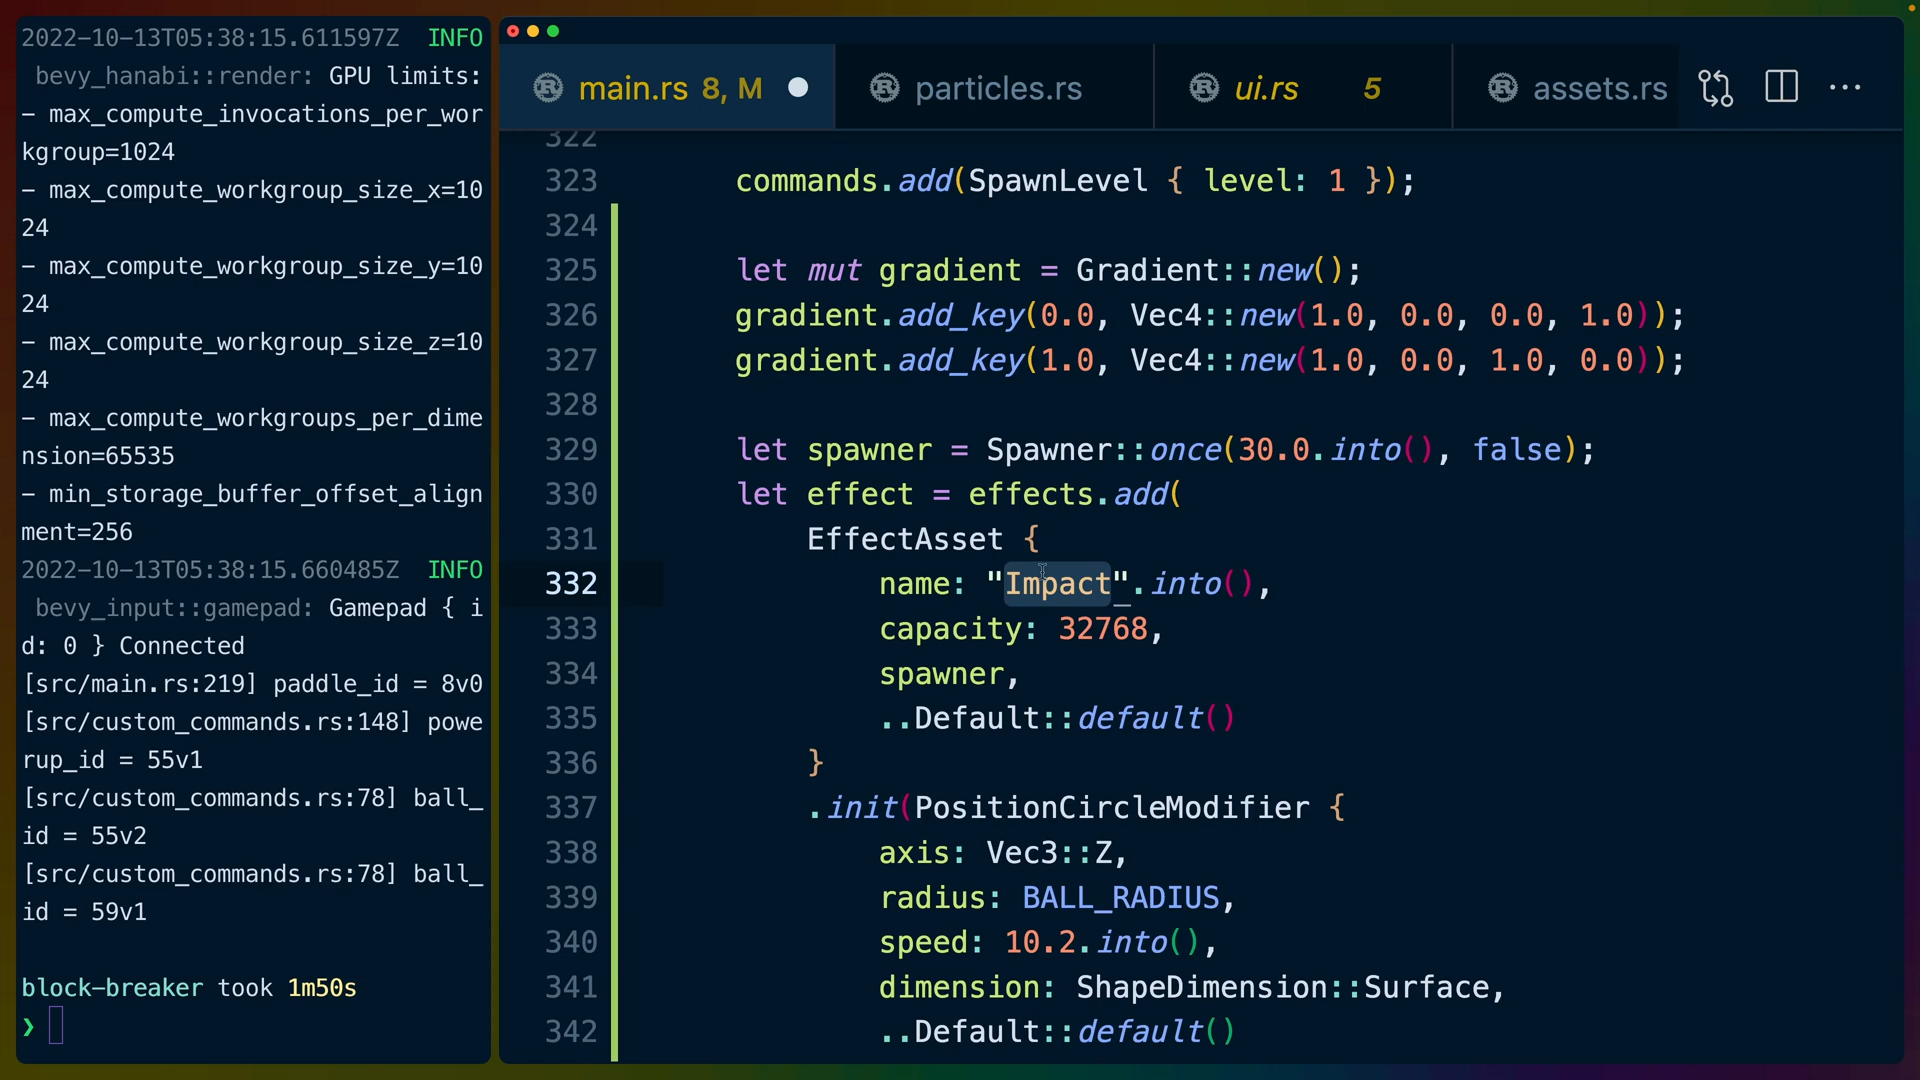 2022-10-13T05:38:15.611597Z  INFO
 bevy_hanabi::render: GPU limits:
- max_compute_invocations_per_wor
kgroup=1024
- max_compute_workgroup_size_x=10
24
- max_compute_workgroup_size_y=10
24
- max_compute_workgroup_size_z=10
24
- max_compute_workgroups_per_dime
nsion=65535
- min_storage_buffer_offset_align
ment=256
2022-10-13T05:38:15.660485Z  INFO
 bevy_input::gamepad: Gamepad { i
d: 0 } Connected
[src/main.rs:219] paddle_id = 8v0
[src/custom_commands.rs:148] powe
rup_id = 55v1
[src/custom_commands.rs:78] ball_
id = 55v2
[src/custom_commands.rs:78] ball_
id = 59v1
block-breaker took 1m50s
❯
main.rs 8, M
particles.rs
ui.rs 5
assets.rs
322
323 commands.add(SpawnLevel { level: 1 });
324
325 let mut gradient = Gradient::new();
326 gradient.add_key(0.0, Vec4::new(1.0, 0.0, 0.0, 1.0));
327 gradient.add_key(1.0, Vec4::new(1.0, 0.0, 1.0, 0.0));
328
329 let spawner = Spawner::once(30.0.into(), false);
330 let effect = effects.add(
331 EffectAsset {
332 name: "Impact".into(),
333 capacity: 32768,
334 spawner,
335 ..Default::default()
336 }
337 .init(PositionCircleModifier {
338 axis: Vec3::Z,
339 radius: BALL_RADIUS,
340 speed: 10.2.into(),
341 dimension: ShapeDimension::Surface,
342 ..Default::default()